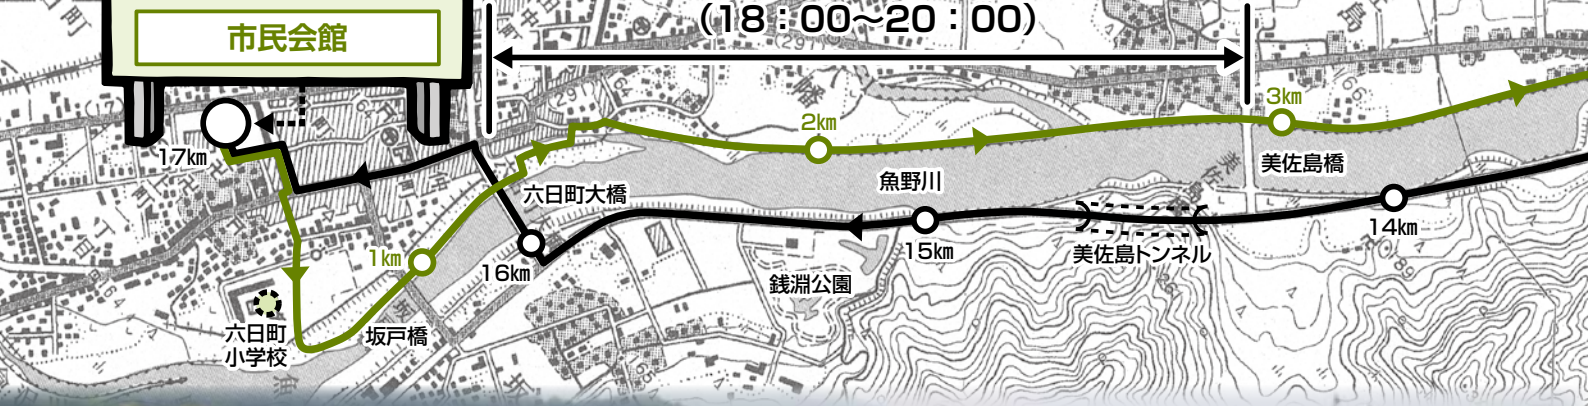 (18：00～20：00)
市民会館
17km
1km
2km
3km
六日町大橋
魚野川
美佐島橋
14km
15km
16km
美佐島トンネル
銭淵公園
坂戸橋
六日町
小学校